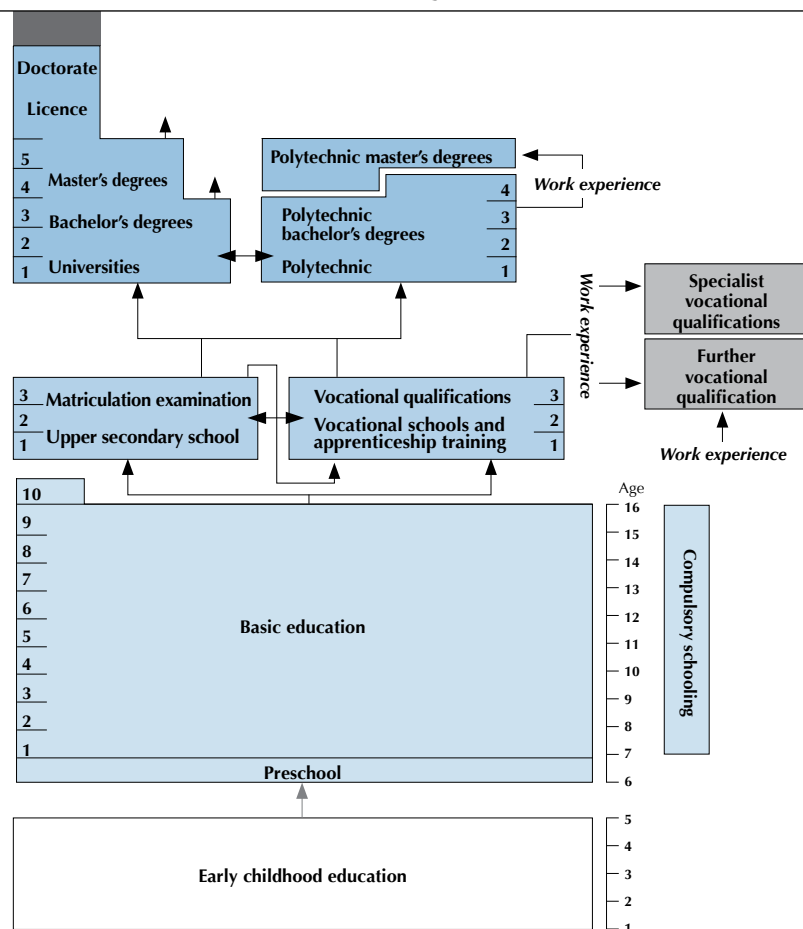 Doctorate
Licence
5
4
Master's degrees
3
Bachelor's degrees
2
1
Universities
Polytechnic master's degrees
Work experience
4
Polytechnic
bachelor's degrees
3
2
Polytechnic
1
Work experience
Specialist
vocational
qualifications
Further
vocational
qualification
Work experience
3
Matriculation examination
2
1
Upper secondary school
Vocational qualifications
3
Vocational schools and
apprenticeship training
2
1
10
9
8
7
6
5
4
3
2
1
Basic education
Preschool
Age
16
15
14
13
12
11
10
9
8
7
6
Compulsory schooling
Early childhood education
5
4
3
2
1